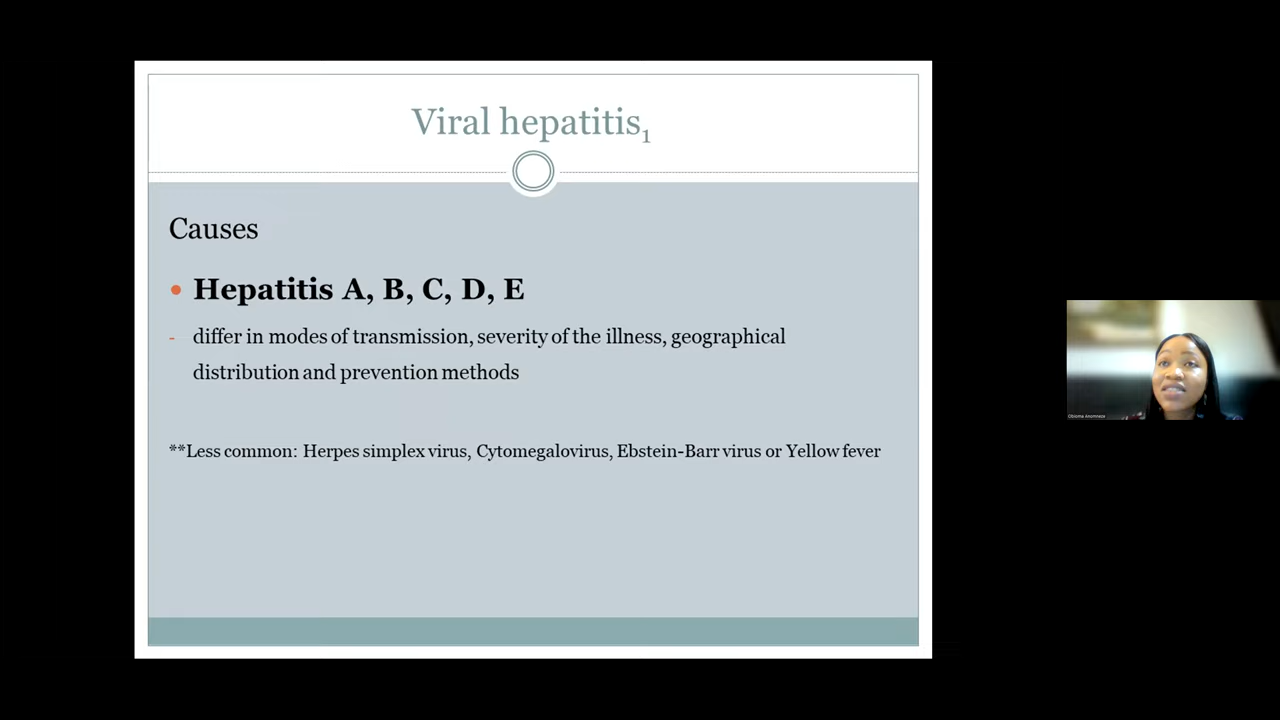 Viral hepatitis₁
Causes
• Hepatitis A, B, C, D, E
- differ in modes of transmission, severity of the illness, geographical
distribution and prevention methods
**Less common: Herpes simplex virus, Cytomegalovirus, Ebstein-Barr virus or Yellow fever